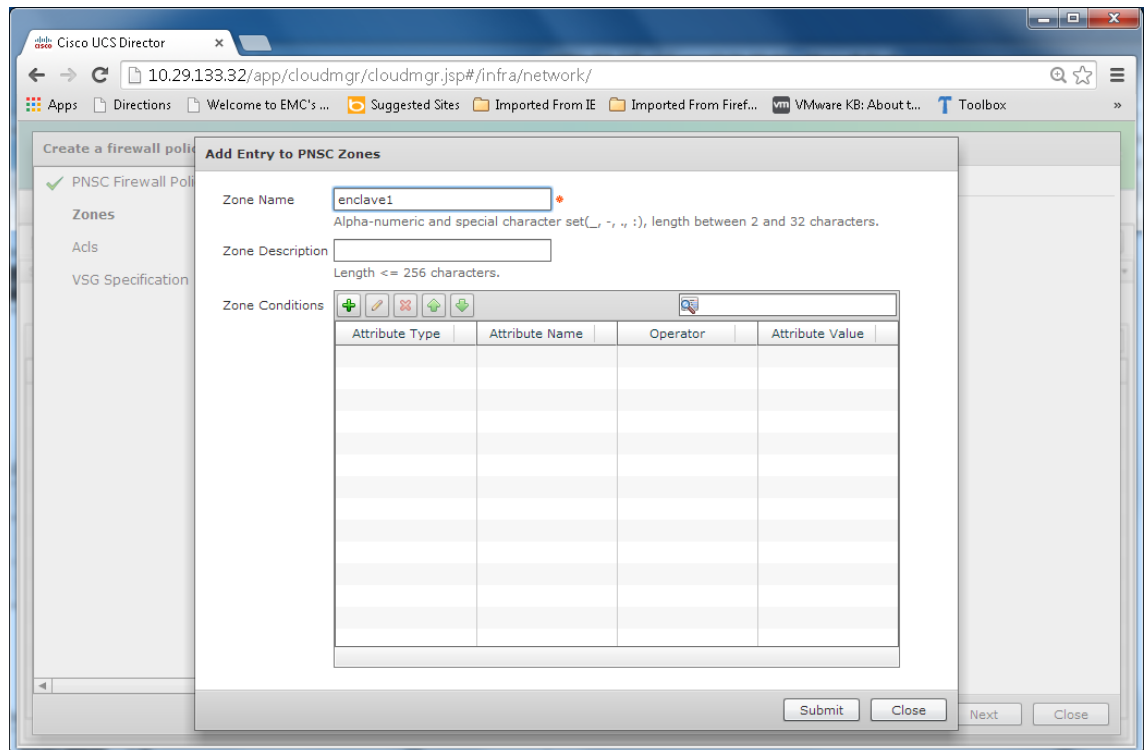 Cisco UCS Director
10.29.133.32/app/cloudmgr/cloudmgr.jsp#/infra/network/
Apps Directions Welcome to EMC's ... Suggested Sites Imported From IE Imported From Firef... VMware KB: About t... Toolbox »
Create a firewall polic
Add Entry to PNSC Zones
PNSC Firewall Poli
Zones
Acls
VSG Specification
Zone Name enclave1 *
Alpha-numeric and special character set(_, -, ., :), length between 2 and 32 characters.
Zone Description
Length <= 256 characters.
Zone Conditions
Attribute Type Attribute Name Operator Attribute Value
Submit Close
Next Close